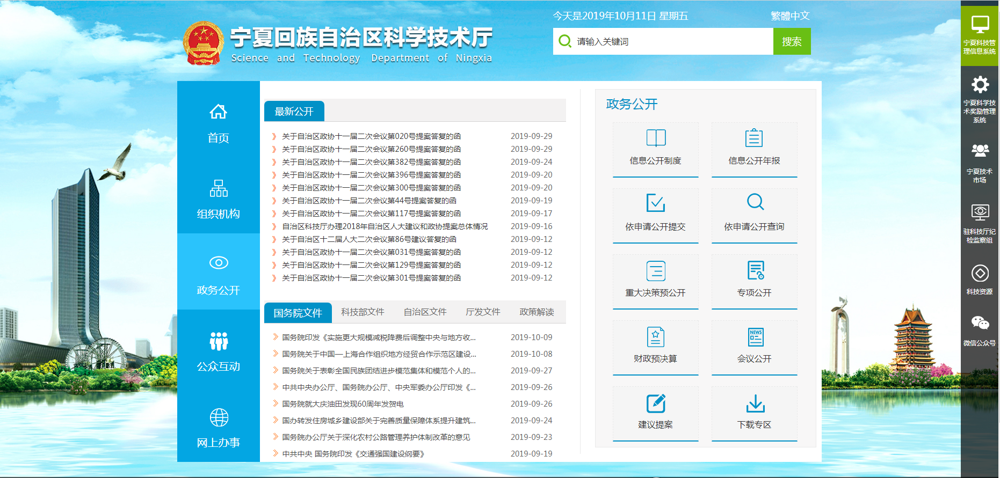 今天是2019年10月11日 星期五
繁體中文
宁夏回族自治区科学技术厅
Science and Technology Department of Ningxia
请输入关键词
搜索
首页
组织机构
政务公开
公众互动
网上办事
最新公开
》 关于自治区政协十一届二次会议第020号提案答复的函 2019-09-29
》 关于自治区政协十一届二次会议第260号提案答复的函 2019-09-29
》 关于自治区政协十一届二次会议第382号提案答复的函 2019-09-24
》 关于自治区政协十一届二次会议第396号提案答复的函 2019-09-20
》 关于自治区政协十一届二次会议第300号提案答复的函 2019-09-20
》 关于自治区政协十一届二次会议第44号提案答复的函 2019-09-19
》 关于自治区政协十一届二次会议第117号提案答复的函 2019-09-17
》 自治区科技厅办理2018年自治区人大建议和政协提案总体情况 2019-09-16
》 关于自治区十二届人大二次会议第86号建议答复的函 2019-09-12
》 关于自治区政协十一届二次会议第031号提案答复的函 2019-09-12
》 关于自治区政协十一届二次会议第129号提案答复的函 2019-09-12
》 关于自治区政协十一届二次会议第301号提案答复的函 2019-09-12
国务院文件 科技部文件 自治区文件 厅发文件 政策解读
国务院印发《实施更大规模减税降费后调整中央与地方收... 2019-10-09
国务院关于中国—上海合作组织地方经贸合作示范区建设... 2019-10-08
国务院关于表彰全国民族团结进步模范集体和模范个人的... 2019-09-27
中共中央办公厅、国务院办公厅、中央军委办公厅印发《... 2019-09-26
国务院就大庆油田发现60周年发贺电 2019-09-26
国办转发住房城乡建设部关于完善质量保障体系提升建筑... 2019-09-24
国务院办公厅关于深化农村公路管理养护体制改革的意见 2019-09-23
中共中央 国务院印发《交通强国建设纲要》 2019-09-19
政务公开
信息公开制度
信息公开年报
依申请公开提交
依申请公开查询
重大决策预公开
专项公开
财政预决算
NEWS
会议公开
建议提案
下载专区
宁夏科技管
理信息系统
宁夏科学技
术奖励管理
系统
宁夏技术
市场
驻科技厅纪
检监察组
科技资源
微信公众号